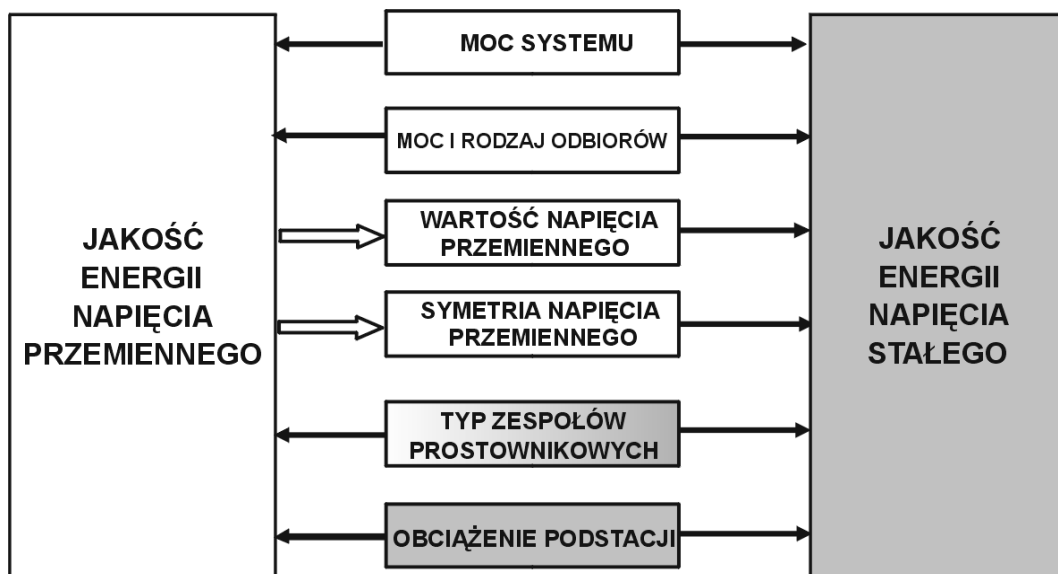 JAKOŚĆ
ENERGII
NAPIĘCIA
PRZEMIENNEGO
MOC SYSTEMU
MOC I RODZAJ ODBIORÓW
WARTOŚĆ NAPIĘCIA
PRZEMIENNEGO
SYMETRIA NAPIĘCIA
PRZEMIENNEGO
TYP ZESPOŁÓW
PROSTOWNIKOWYCH
OBCIĄŻENIE PODSTACJI
JAKOŚĆ
ENERGII
NAPIĘCIA
STAŁEGO